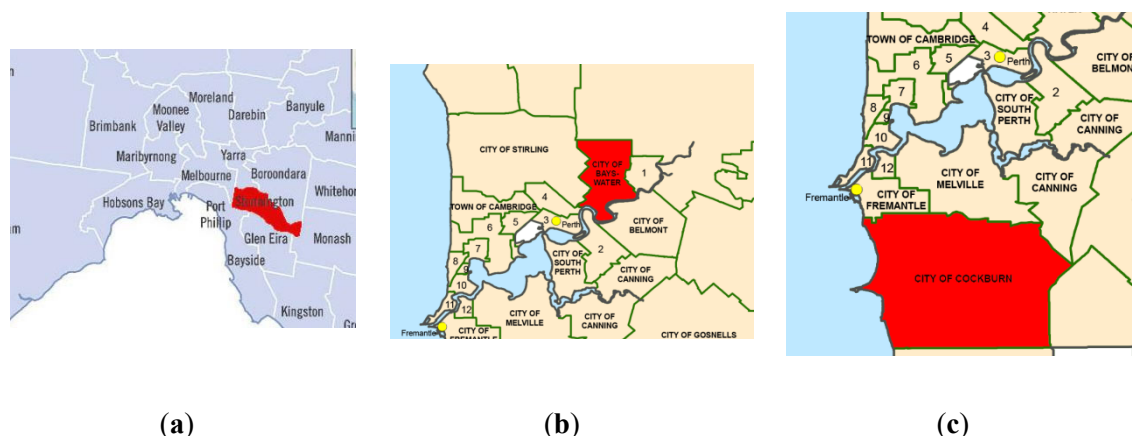 Moreland
Moonee
Valley
Darebin
Banyule
Brimbank
Manni
Maribyrnong
Yarra
Melbourne
Boroondara
Whitehor
Hobsons Bay
Stonnington
Port
Phillip
Glen Eira
Monash
Bayside
Kingston
Gr
(a)
CITY OF STIRLING
CITY OF
BAYS-
WATER
1
4
TOWN OF CAMBRIDGE
3
Perth
5
6
CITY OF
BELMONT
2
7
8
CITY OF
SOUTH
PERTH
9
10
CITY OF
CANNING
11
12
CITY OF
MELVILLE
CITY OF
CANNING
Fremantle
CITY OF
FREMANTLE
CITY OF GOSNELLS
(b)
4
TOWN OF CAMBRIDGE
3
Perth
5
6
CITY OF
BELMON
7
2
8
9
CITY OF
SOUTH
PERTH
10
CITY OF
CANNING
11
12
CITY OF
MELVILLE
CITY OF
CANNING
Fremantle
CITY OF
FREMANTLE
CITY OF COCKBURN
(c)